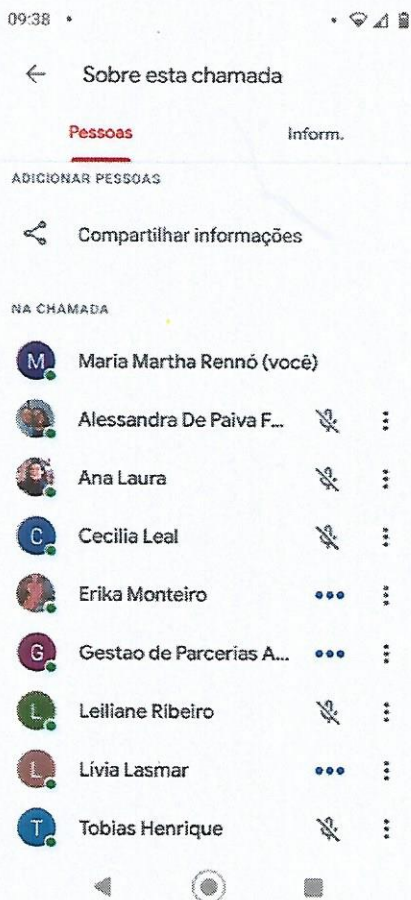 09:38
Sobre esta chamada
Pessoas
Inform.
ADICIONAR PESSOAS
Compartilhar informações
NA CHAMADA
M Maria Martha Rennó (você)
Alessandra De Paiva F...
Ana Laura
C Cecilia Leal
Erika Monteiro
G Gestao de Parcerias A...
L Leiliane Ribeiro
L Lívia Lasmar
T Tobias Henrique